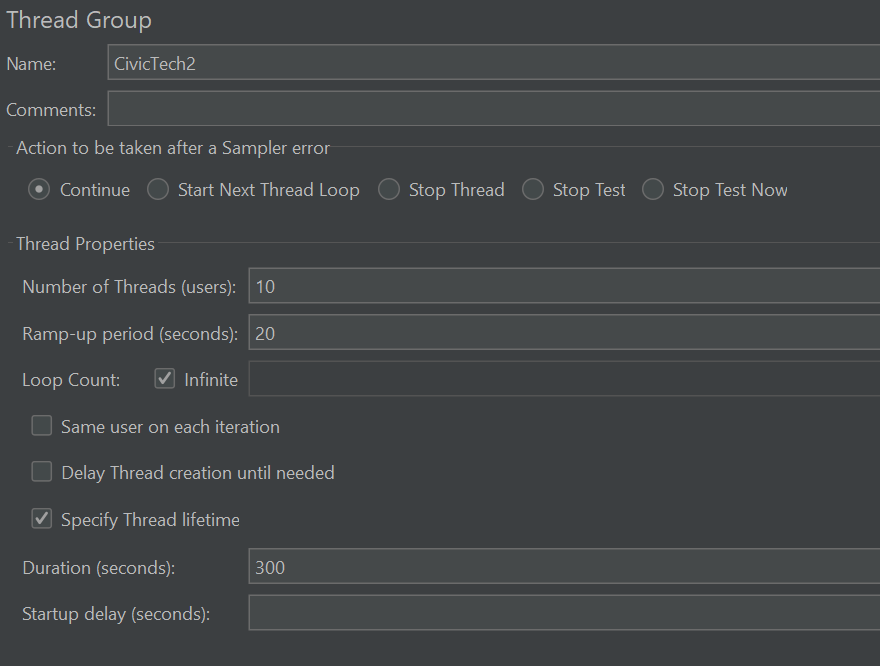 Thread Group
Name: CivicTech2
Comments:
Action to be taken after a Sampler error
Continue Start Next Thread Loop Stop Thread Stop Test Stop Test Now
Thread Properties
Number of Threads (users): 10
Ramp-up period (seconds): 20
Loop Count: Infinite
Same user on each iteration
Delay Thread creation until needed
Specify Thread lifetime
Duration (seconds): 300
Startup delay (seconds):